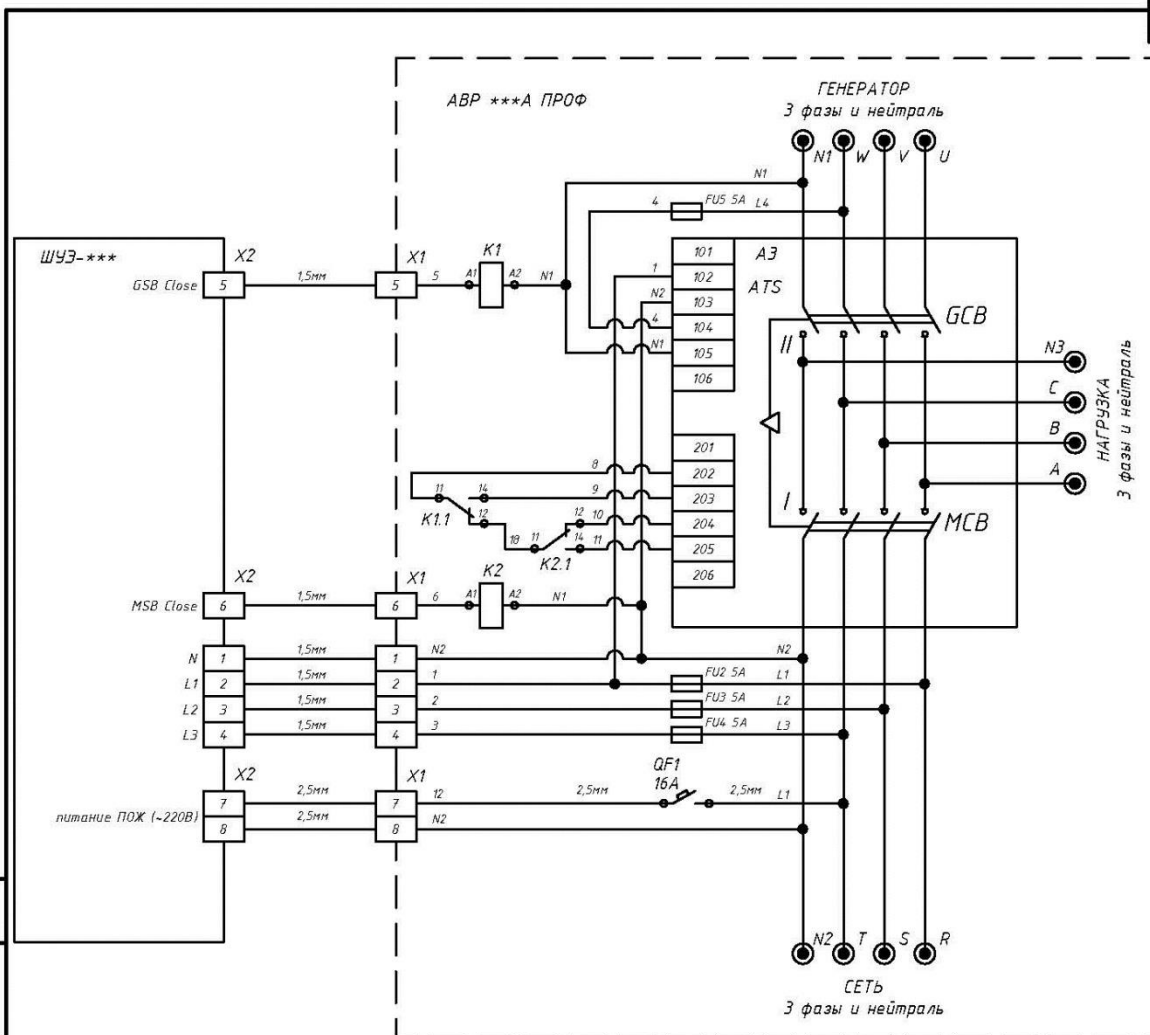 АВР ***А ПРОФ
ГЕНЕРАТОР
3 фазы и нейтраль
N1 W V U
N1
4 FU5 5А L4
ШУЭ-***
X2 X1 K1
GSB Close 5 1,5мм 5 5 A1 A2 N1
101 А3
1 102 ATS
N2 103
4 104
N1 105
106
GCB
II
N3
C
B
A
НАГРУЗКА
3 фазы и нейтраль
201
8 202
11 14 9 203
K1.1 12 12 10 204
18 11 14 11 205
K2.1 206
I MCB
X2 X1 K2
MSB Close 6 1,5мм 6 6 A1 A2 N1
N 1 1,5мм 1 N2 N2
L1 2 1,5мм 2 1 FU2 5А L1
L2 3 1,5мм 3 2 FU3 5А L2
L3 4 1,5мм 4 3 FU4 5А L3
X2 X1 QF1
16А
7 2,5мм 7 12 2,5мм 2,5мм L1
питание ПОЖ (~220В)
8 2,5мм 8 N2
N2 T S R
СЕТЬ
3 фазы и нейтраль